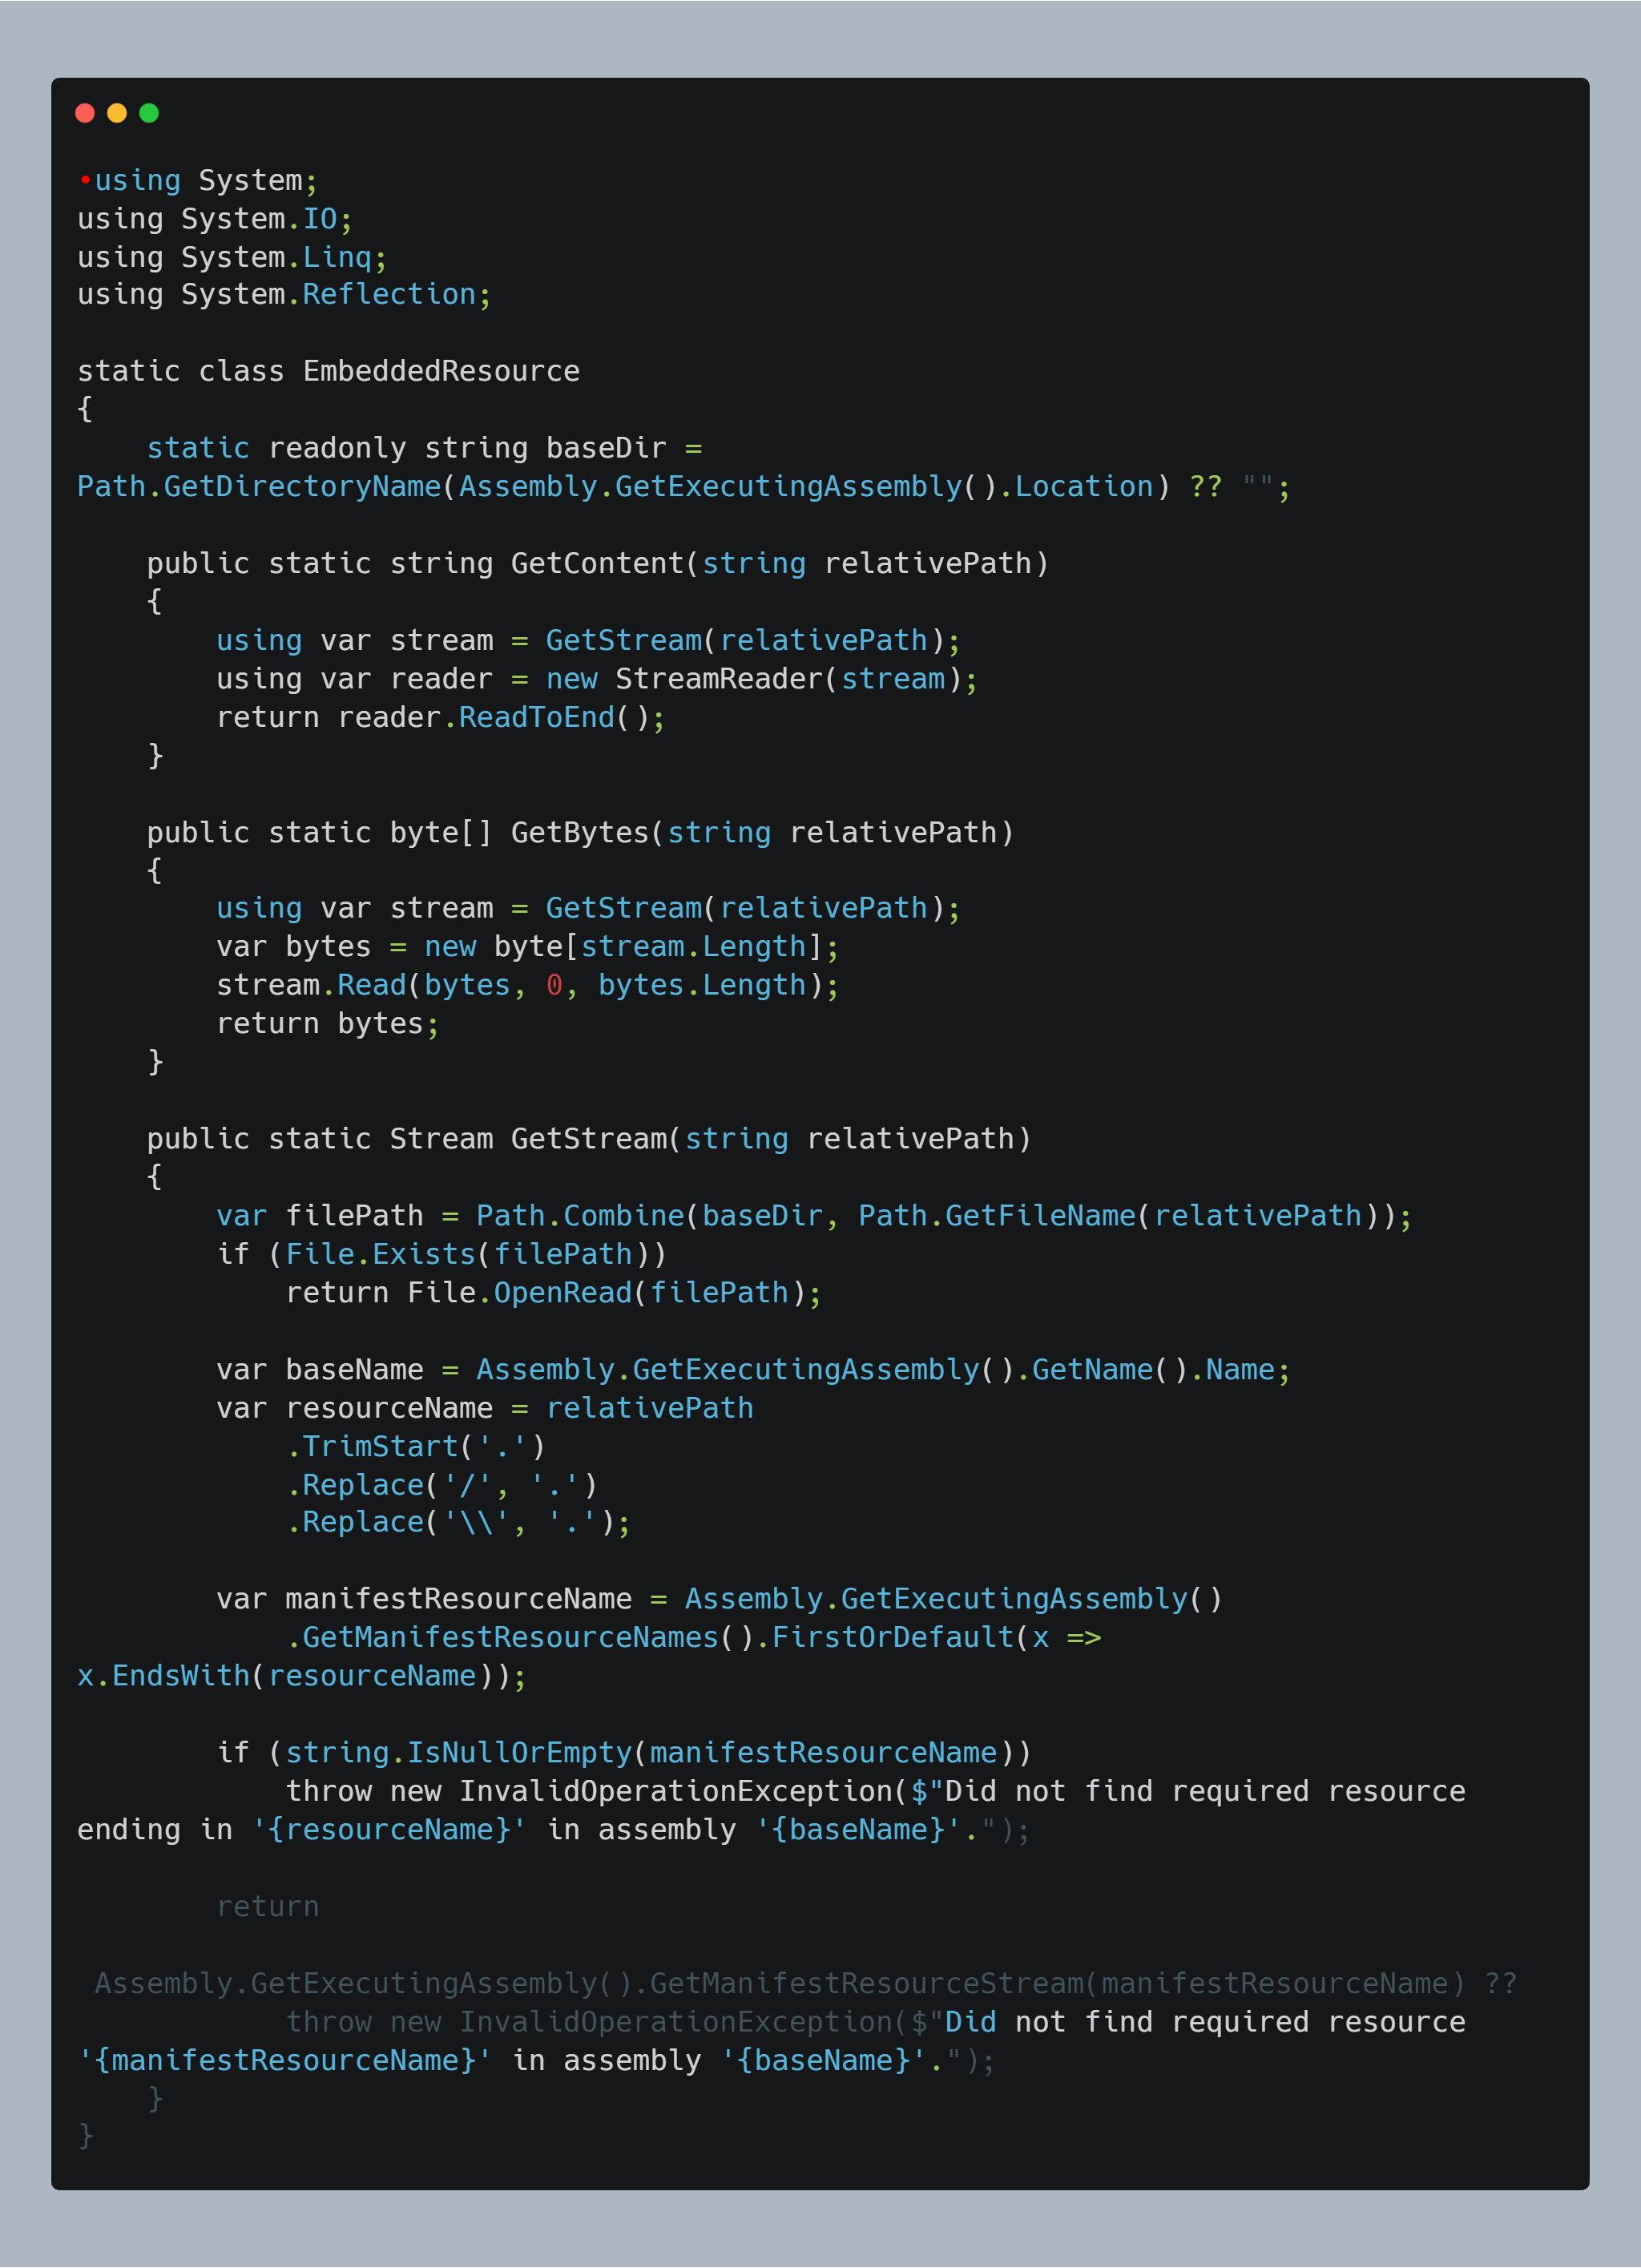 •using System;
using System.IO;
using System.Linq;
using System.Reflection;

static class EmbeddedResource
{
    static readonly string baseDir =
Path.GetDirectoryName(Assembly.GetExecutingAssembly().Location) ?? "";

    public static string GetContent(string relativePath)
    {
        using var stream = GetStream(relativePath);
        using var reader = new StreamReader(stream);
        return reader.ReadToEnd();
    }

    public static byte[] GetBytes(string relativePath)
    {
        using var stream = GetStream(relativePath);
        var bytes = new byte[stream.Length];
        stream.Read(bytes, 0, bytes.Length);
        return bytes;
    }

    public static Stream GetStream(string relativePath)
    {
        var filePath = Path.Combine(baseDir, Path.GetFileName(relativePath));
        if (File.Exists(filePath))
            return File.OpenRead(filePath);

        var baseName = Assembly.GetExecutingAssembly().GetName().Name;
        var resourceName = relativePath
            .TrimStart('.')
            .Replace('/', '.')
            .Replace('\\', '.');

        var manifestResourceName = Assembly.GetExecutingAssembly()
            .GetManifestResourceNames().FirstOrDefault(x =>
x.EndsWith(resourceName));

        if (string.IsNullOrEmpty(manifestResourceName))
            throw new InvalidOperationException($"Did not find required resource
ending in '{resourceName}' in assembly '{baseName}'.");

        return

 Assembly.GetExecutingAssembly().GetManifestResourceStream(manifestResourceName) ??
            throw new InvalidOperationException($"Did not find required resource
'{manifestResourceName}' in assembly '{baseName}'.");
    }
}